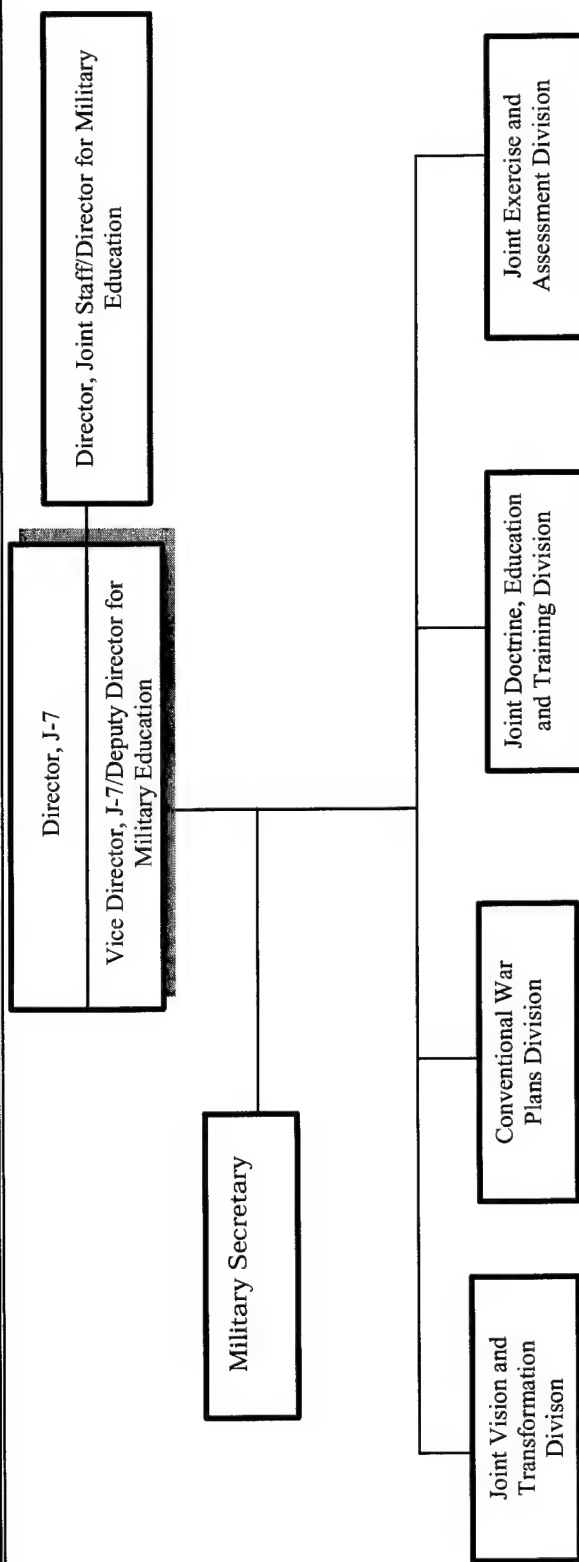 Director, J-7
Vice Director, J-7/Deputy Director for
Military Education
Director, Joint Staff/Director for Military
Education
Military Secretary
Joint Vision and
Transformation
Divison
Conventional War
Plans Division
Joint Doctrine, Education
and Training Division
Joint Exercise and
Assessment Division